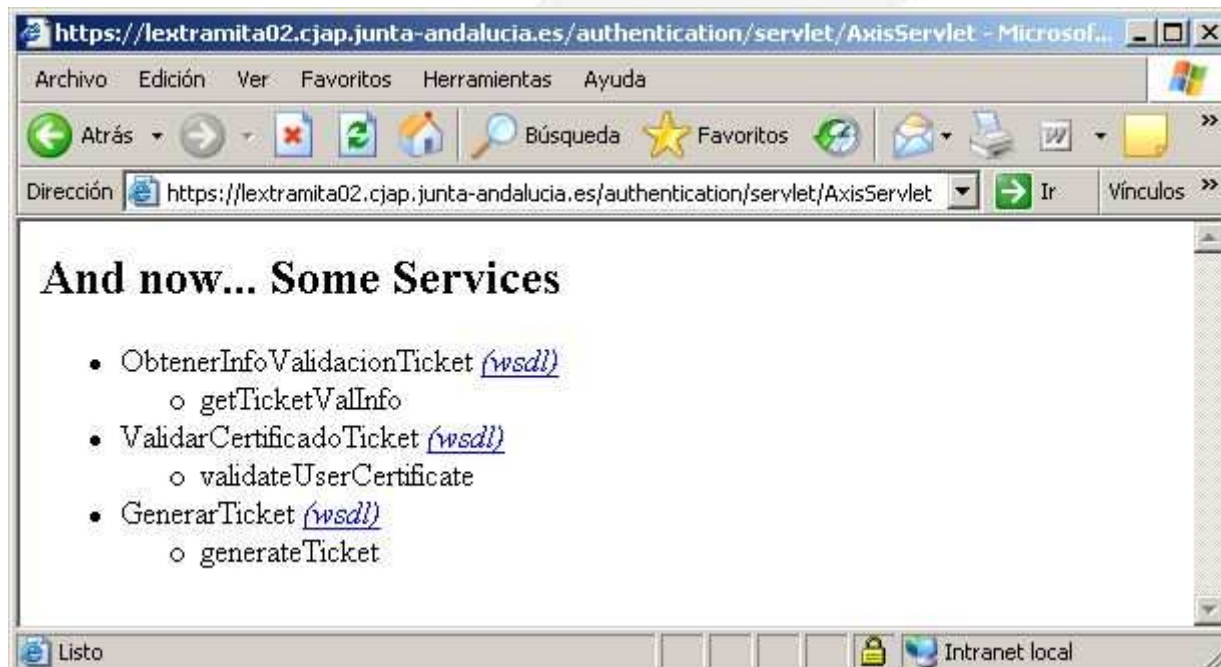 https://lextramita02.cjap.junta-andalucia.es/authentication/servlet/AxisServlet - Microsof...
Archivo Edición Ver Favoritos Herramientas Ayuda
Atrás Búsqueda Favoritos »
Dirección https://lextramita02.cjap.junta-andalucia.es/authentication/servlet/AxisServlet Ir Vínculos »
And now... Some Services
• ObtenerInfoValidacionTicket (wsdl)
o getTicketValInfo
• ValidarCertificadoTicket (wsdl)
o validateUserCertificate
• GenerarTicket (wsdl)
o generateTicket
Listo Intranet local